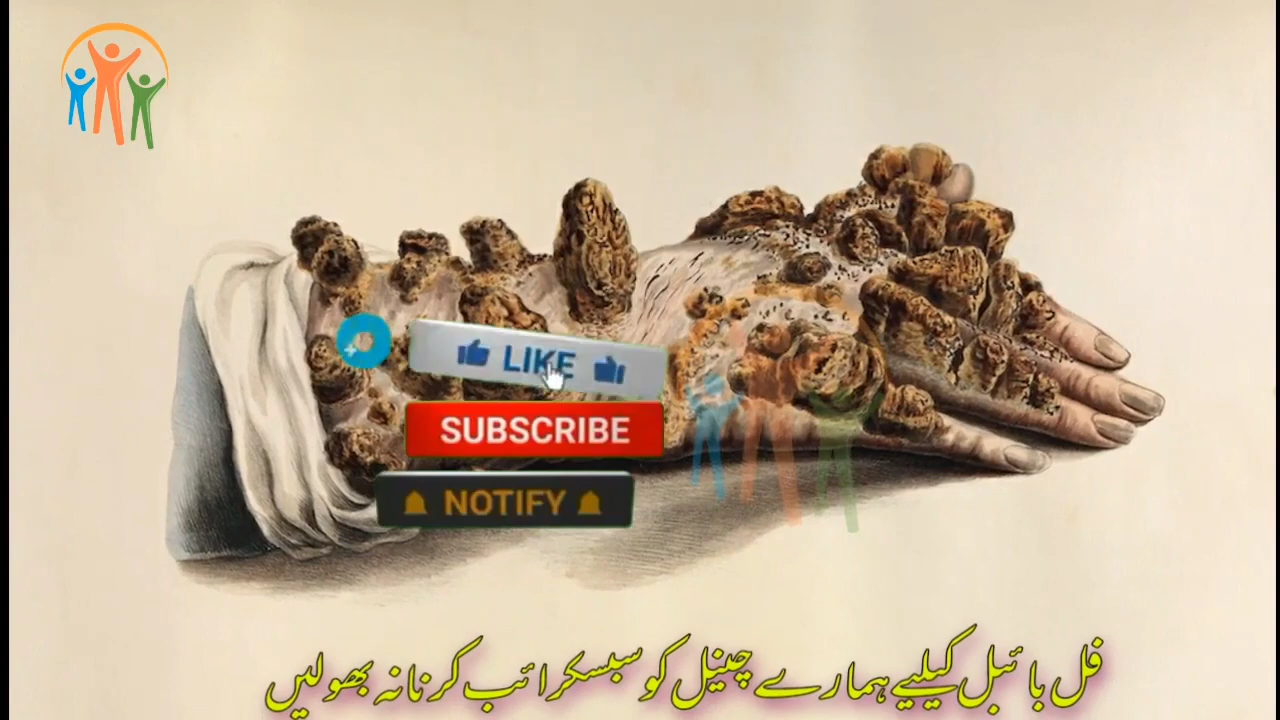 LIKE
SUBSCRIBE
NOTIFY
فل بائبل کیلیے ہمارے چینل کو سبسکرائب کرنا نہ بھولیں